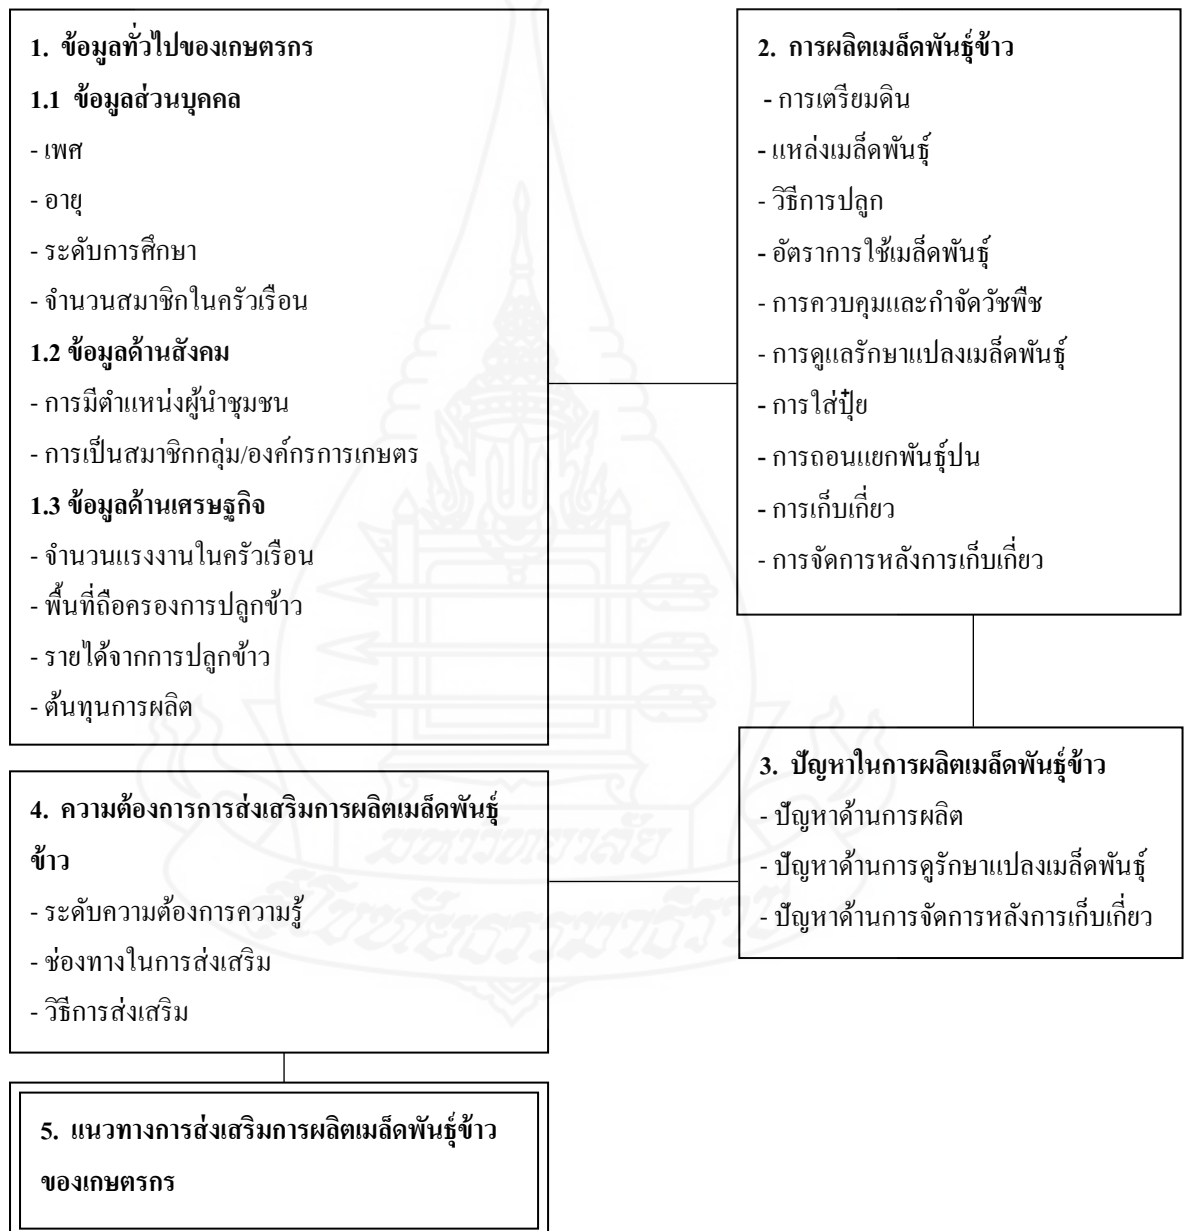 1. ข้อมูลทั่วไปของเกษตรกร
1.1 ข้อมูลส่วนบุคคล
- เพศ
- อายุ
- ระดับการศึกษา
- จำนวนสมาชิกในครัวเรือน
1.2 ข้อมูลด้านสังคม
- การมีตำแหน่งผู้นำชุมชน
- การเป็นสมาชิกกลุ่ม/องค์กรการเกษตร
1.3 ข้อมูลด้านเศรษฐกิจ
- จำนวนแรงงานในครัวเรือน
- พื้นที่ถือครองการปลูกข้าว
- รายได้จากการปลูกข้าว
- ต้นทุนการผลิต
2. การผลิตเมล็ดพันธุ์ข้าว
- การเตรียมดิน
- แหล่งเมล็ดพันธุ์
- วิธีการปลูก
- อัตราการใช้เมล็ดพันธุ์
- การควบคุมและกำจัดวัชพืช
- การดูแลรักษาแปลงเมล็ดพันธุ์
- การใส่ปุ๋ย
- การถอนแยกพันธุ์ปน
- การเก็บเกี่ยว
- การจัดการหลังการเก็บเกี่ยว
3. ปัญหาในการผลิตเมล็ดพันธุ์ข้าว
- ปัญหาด้านการผลิต
- ปัญหาด้านการดูรักษาแปลงเมล็ดพันธุ์
- ปัญหาด้านการจัดการหลังการเก็บเกี่ยว
4. ความต้องการการส่งเสริมการผลิตเมล็ดพันธุ์
ข้าว
- ระดับความต้องการความรู้
- ช่องทางในการส่งเสริม
- วิธีการส่งเสริม
5. แนวทางการส่งเสริมการผลิตเมล็ดพันธุ์ข้าว
ของเกษตรกร
มหาวิทยาลัย
สุโขทัยธรรมาธิราช